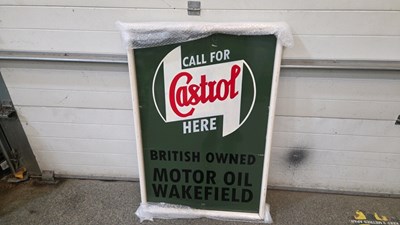 CALL FOR
Castrol
HERE
BRITISH OWNED
MOTOR OIL
WAKEFIELD